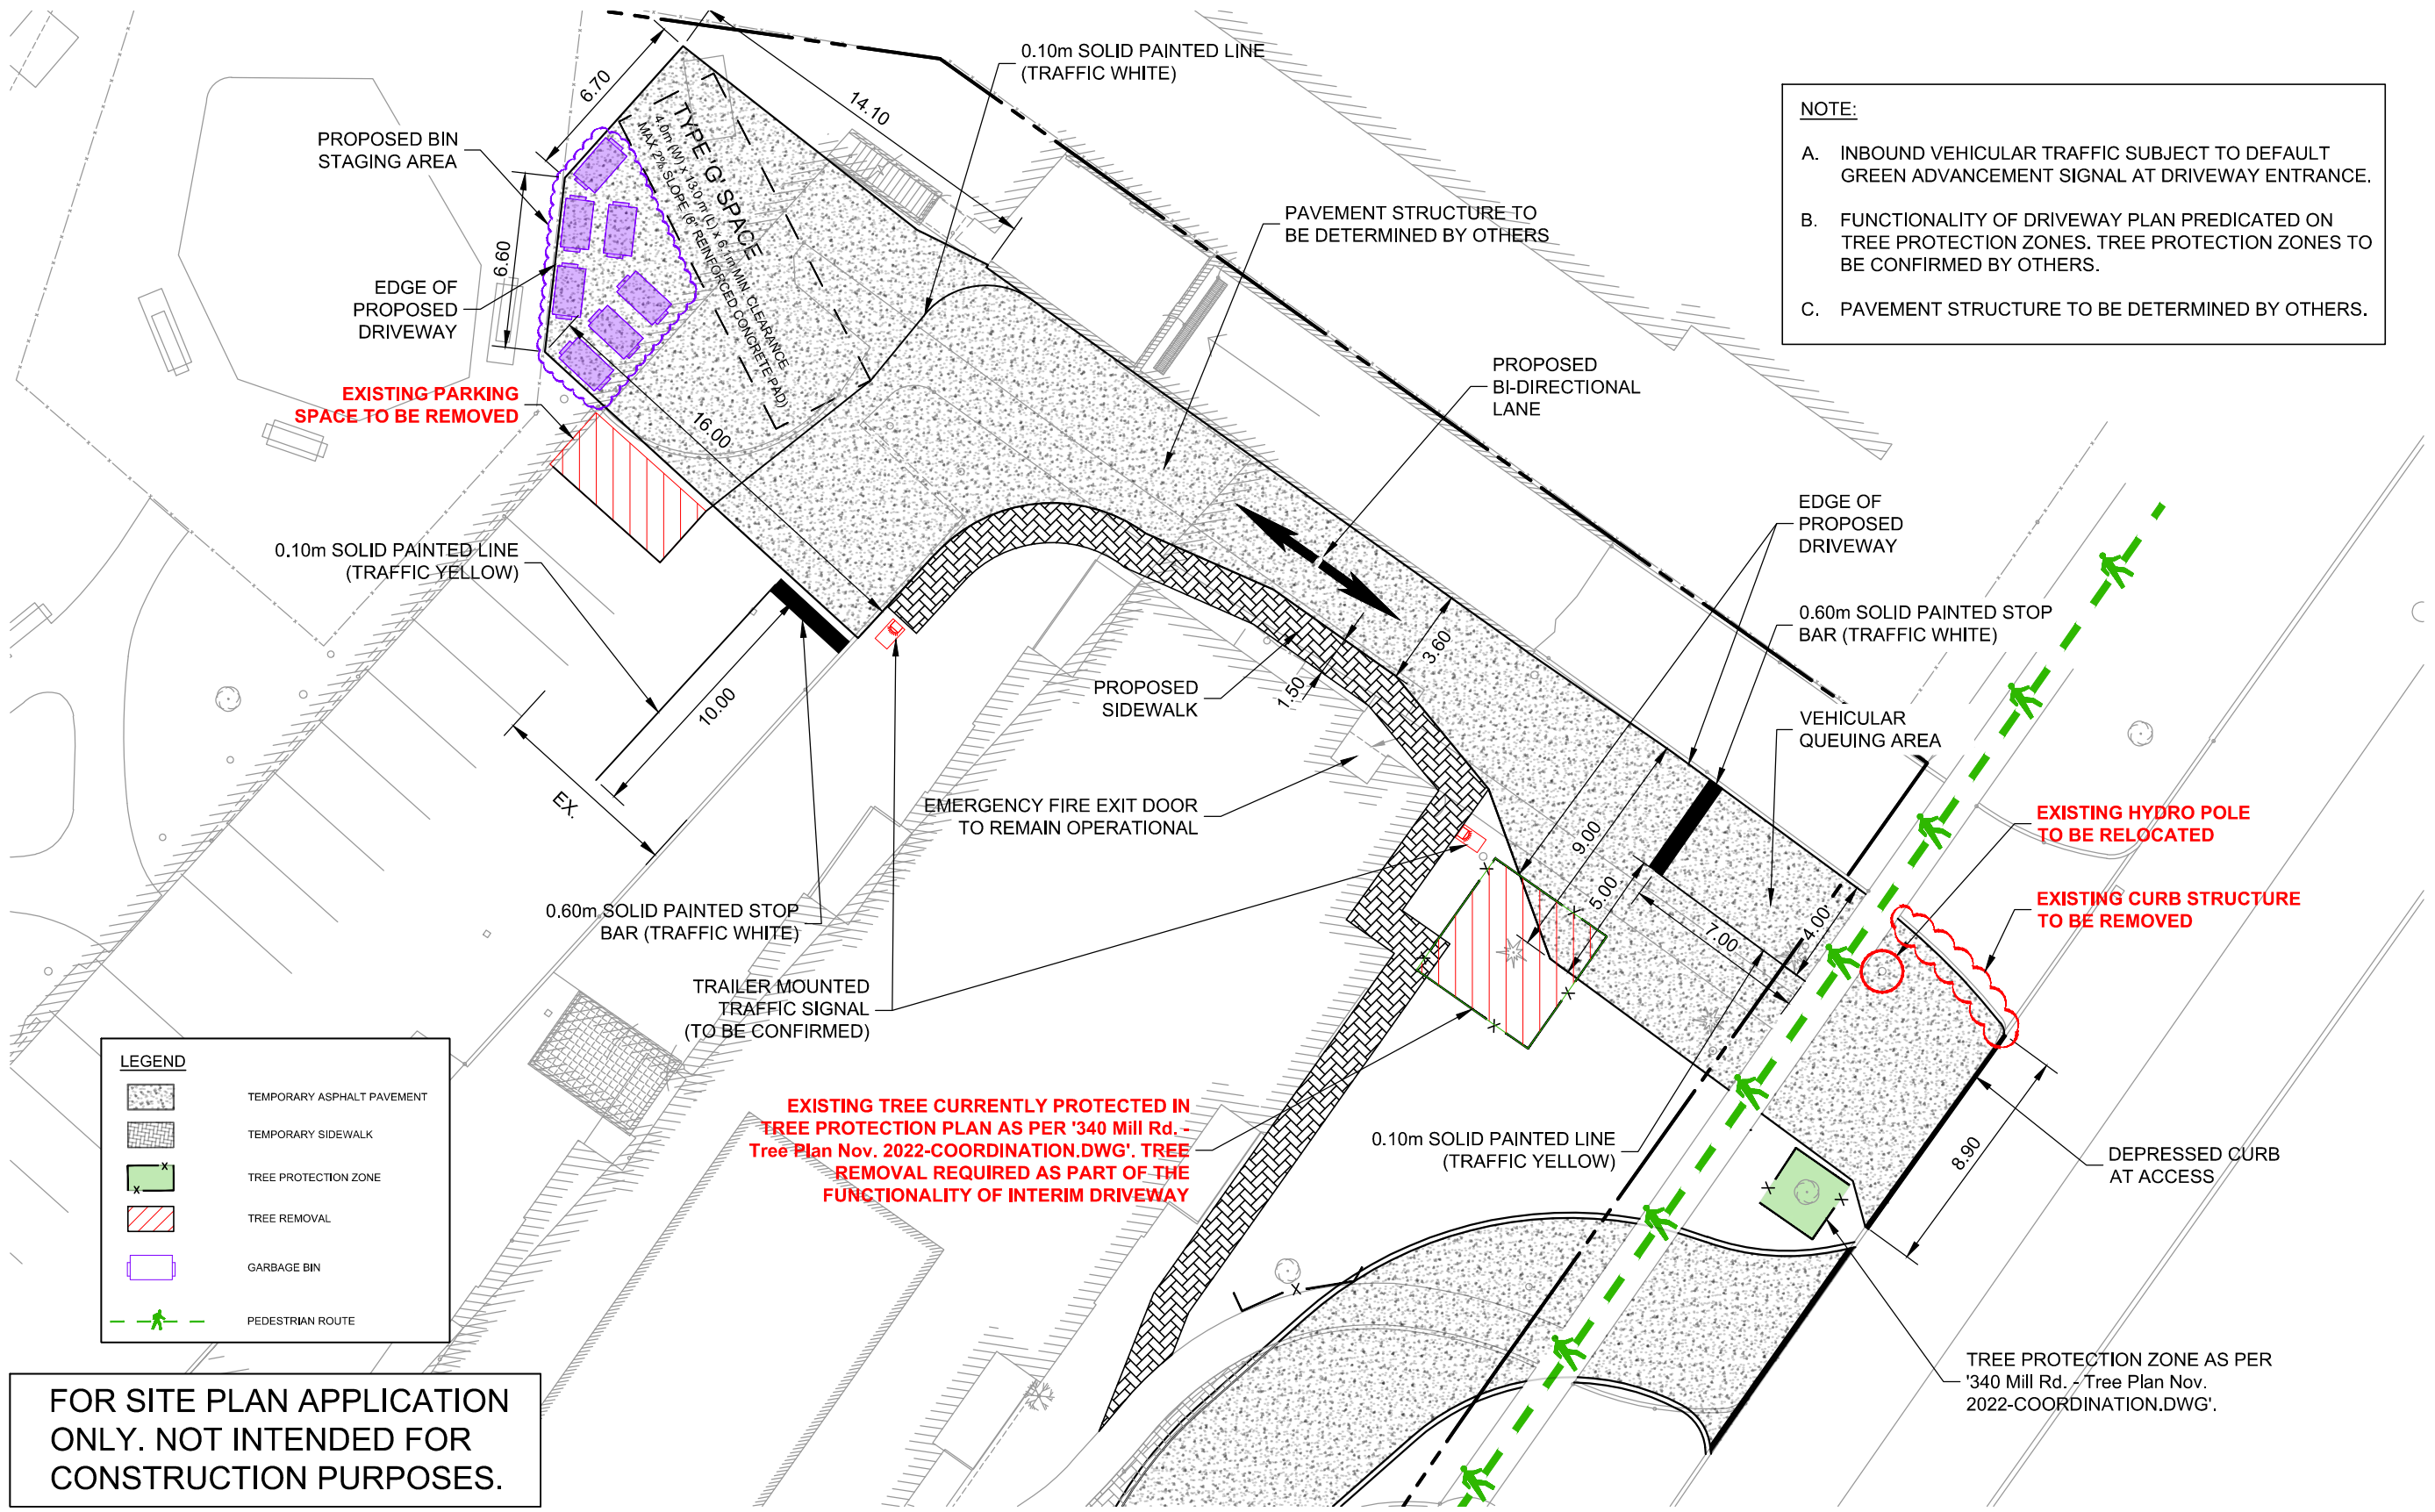 0.10m SOLID PAINTED LINE
(TRAFFIC WHITE)
6.70
14.10
PROPOSED BIN
STAGING AREA
TYPE 'G' SPACE
4.0m (W) x 13.0 m (L) x 6.1m MIN. CLEARANCE
MAX 2% SLOPE (6" REINFORCED CONCRETE PAD)
NOTE:
A. INBOUND VEHICULAR TRAFFIC SUBJECT TO DEFAULT
GREEN ADVANCEMENT SIGNAL AT DRIVEWAY ENTRANCE.
B. FUNCTIONALITY OF DRIVEWAY PLAN PREDICATED ON
TREE PROTECTION ZONES. TREE PROTECTION ZONES TO
BE CONFIRMED BY OTHERS.
C. PAVEMENT STRUCTURE TO BE DETERMINED BY OTHERS.
PAVEMENT STRUCTURE TO
BE DETERMINED BY OTHERS
6.60
EDGE OF
PROPOSED
DRIVEWAY
EXISTING PARKING
SPACE TO BE REMOVED
16.00
PROPOSED
BI-DIRECTIONAL
LANE
EDGE OF
PROPOSED
DRIVEWAY
0.10m SOLID PAINTED LINE
(TRAFFIC YELLOW)
0.60m SOLID PAINTED STOP
BAR (TRAFFIC WHITE)
3.60
1.50
10.00
PROPOSED
SIDEWALK
VEHICULAR
QUEUING AREA
EX.
EMERGENCY FIRE EXIT DOOR
TO REMAIN OPERATIONAL
9.00
5.00
7.00
4.00
EXISTING HYDRO POLE
TO BE RELOCATED
EXISTING CURB STRUCTURE
TO BE REMOVED
0.60m SOLID PAINTED STOP
BAR (TRAFFIC WHITE)
TRAILER MOUNTED
TRAFFIC SIGNAL
(TO BE CONFIRMED)
X
X
X
X
X
EXISTING TREE CURRENTLY PROTECTED IN
TREE PROTECTION PLAN AS PER '340 Mill Rd. -
Tree Plan Nov. 2022-COORDINATION.DWG'. TREE
REMOVAL REQUIRED AS PART OF THE
FUNCTIONALITY OF INTERIM DRIVEWAY
0.10m SOLID PAINTED LINE
(TRAFFIC YELLOW)
8.90
DEPRESSED CURB
AT ACCESS
X
X
X
TREE PROTECTION ZONE AS PER
'340 Mill Rd. - Tree Plan Nov.
2022-COORDINATION.DWG'.
LEGEND
TEMPORARY ASPHALT PAVEMENT
TEMPORARY SIDEWALK
X
X
TREE PROTECTION ZONE
TREE REMOVAL
GARBAGE BIN
PEDESTRIAN ROUTE
FOR SITE PLAN APPLICATION
ONLY. NOT INTENDED FOR
CONSTRUCTION PURPOSES.